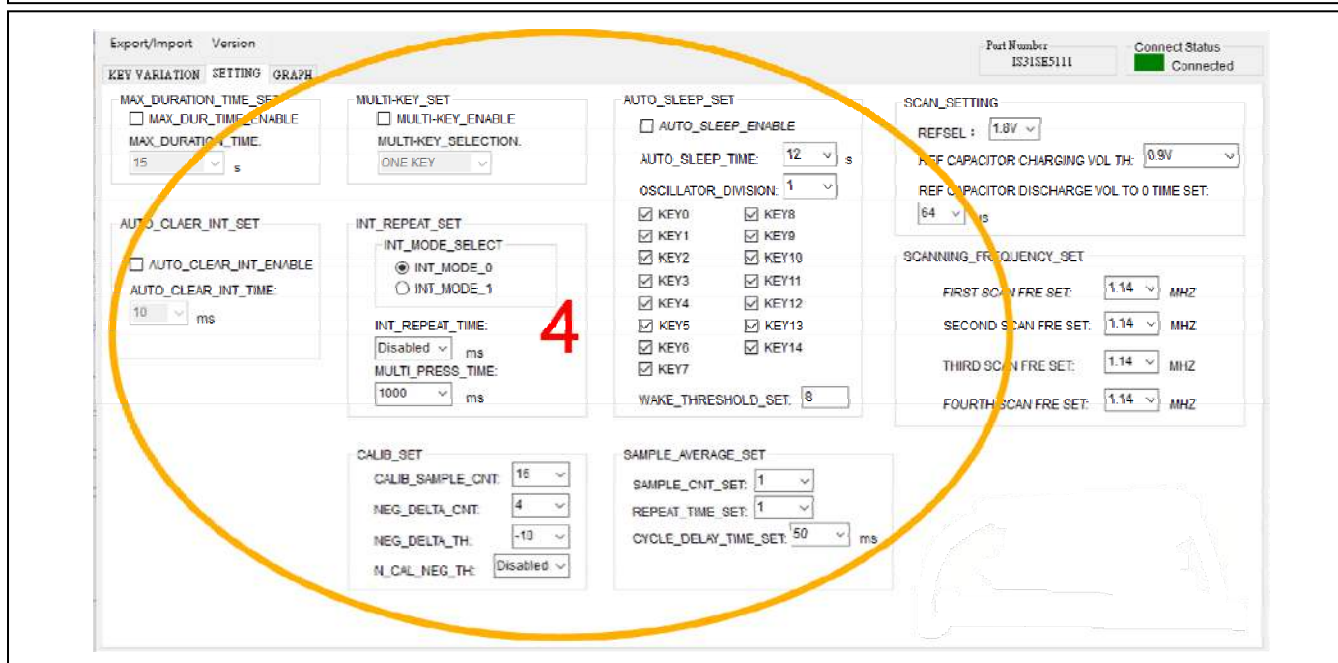 Export/Import Version
Part Number
IS31SE5111
Connect Status
Connected
KEY VARIATION SETTING GRAPH
MAX_DURATION_TIME_SET
MAX_DUR_TIME_ENABLE
MAX_DURATION_TIME:
15 s
AUTO_CLAER_INT_SET
AUTO_CLEAR_INT_ENABLE
AUTO_CLEAR_INT_TIME:
10 ms
MULTI-KEY_SET
MULTI-KEY_ENABLE
MULTI-KEY_SELECTION:
ONE KEY
INT_REPEAT_SET
INT_MODE_SELECT
INT_MODE_0
INT_MODE_1
INT_REPEAT_TIME:
Disabled ms
MULTI_PRESS_TIME:
1000 ms
4
CALIB_SET
CALIB_SAMPLE_CNT: 16
NEG_DELTA_CNT: 4
NEG_DELTA_TH: -10
N_CAL_NEG_TH: Disabled
AUTO_SLEEP_SET
AUTO_SLEEP_ENABLE
AUTO_SLEEP_TIME: 12 s
OSCILLATOR_DIVISION: 1
KEY0 KEY8
KEY1 KEY9
KEY2 KEY10
KEY3 KEY11
KEY4 KEY12
KEY5 KEY13
KEY6 KEY14
KEY7
WAKE_THRESHOLD_SET: 8
SAMPLE_AVERAGE_SET
SAMPLE_CNT_SET: 1
REPEAT_TIME_SET: 1
CYCLE_DELAY_TIME_SET: 50 ms
SCAN_SETTING
REFSEL : 1.8V
REF CAPACITOR CHARGING VOL TH: 0.9V
REF CAPACITOR DISCHARGE VOL TO 0 TIME SET:
64 us
SCANNING_FREQUENCY_SET
FIRST SCAN FRE SET: 1.14 MHZ
SECOND SCAN FRE SET: 1.14 MHZ
THIRD SCAN FRE SET: 1.14 MHZ
FOURTH SCAN FRE SET: 1.14 MHZ